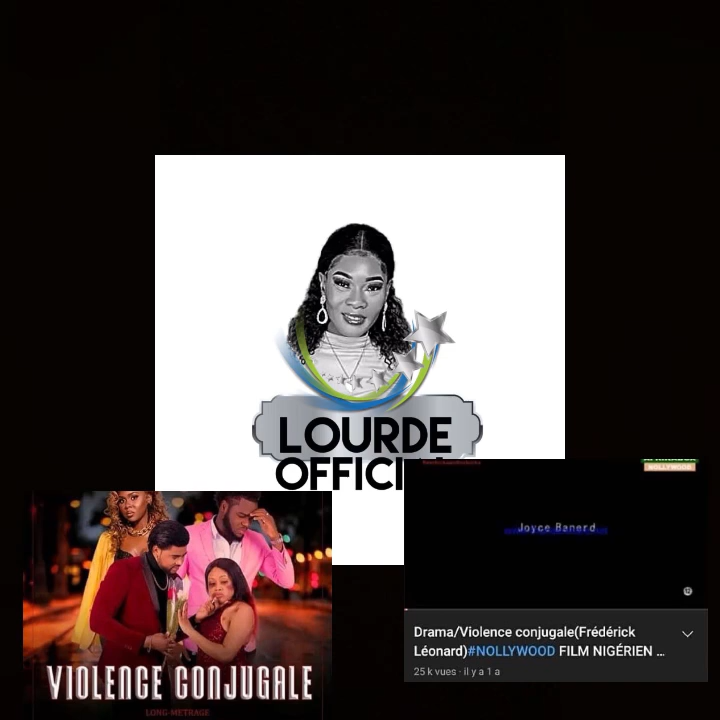 LOURDE
NOLLYWOOD
Joyce Banerd
Drama/Violence conjugale(Frédérick
Léonard)#NOLLYWOOD FILM NIGÉRIEN ...
25 k vues · il y a 1 a
VIOLENCE CONJUGALE
LONG-METRAGE